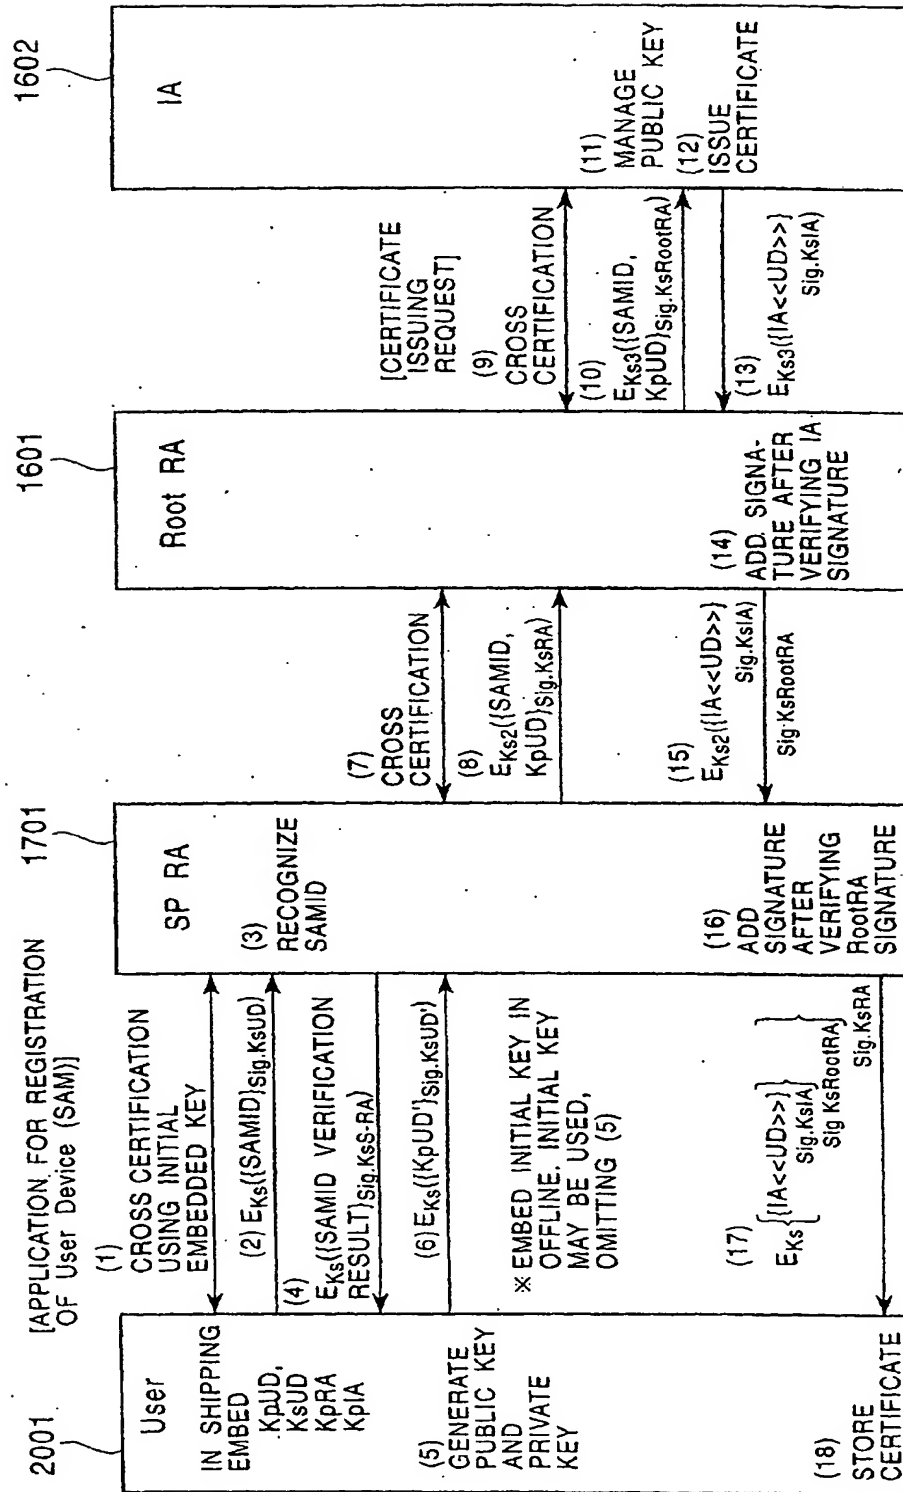 [APPLICATION FOR REGISTRATION
OF User Device (SAM)]
2001
1701
1601
1602
User
IN SHIPPING
EMBED
KpUD,
KsUD
KpRA
KpIA
(5)
GENERATE
PUBLIC KEY
AND
PRIVATE
KEY
(18)
STORE
CERTIFICATE
(1)
CROSS CERTIFICATION
USING INITIAL
EMBEDDED KEY
(2) EKs({SAMID}Sig.KsUD)
(4)
EKs({SAMID VERIFICATION
RESULT}Sig.KsS-RA)
(6) EKs({KpUD'}Sig.KsUD')
※ EMBED INITIAL KEY IN
OFFLINE. INITIAL KEY
MAY BE USED,
OMITTING (5)
(17)
EKs{{{IA<<UD>>}
Sig.KsIA}
Sig KsRootRA}
Sig.KsRA
SP RA
(3)
RECOGNIZE
SAMID
(16)
ADD
SIGNATURE
AFTER
VERIFYING
RootRA
SIGNATURE
(7)
CROSS
CERTIFICATION
(8)
EKs2({SAMID,
KpUD}Sig.KsRA)
(15)
EKs2({IA<<UD>>}
Sig.KsIA)
Sig·KsRootRA
Root RA
(14)
ADD SIGNA-
TURE AFTER
VERIFYING IA
SIGNATURE
[CERTIFICATE
ISSUING
REQUEST]
(9)
CROSS
CERTIFICATION
(10)
EKs3({SAMID,
KpUD}Sig.KsRootRA)
(13)
EKs3({IA<<UD>>}
Sig.KsIA)
IA
(11)
MANAGE
PUBLIC KEY
(12)
ISSUE
CERTIFICATE